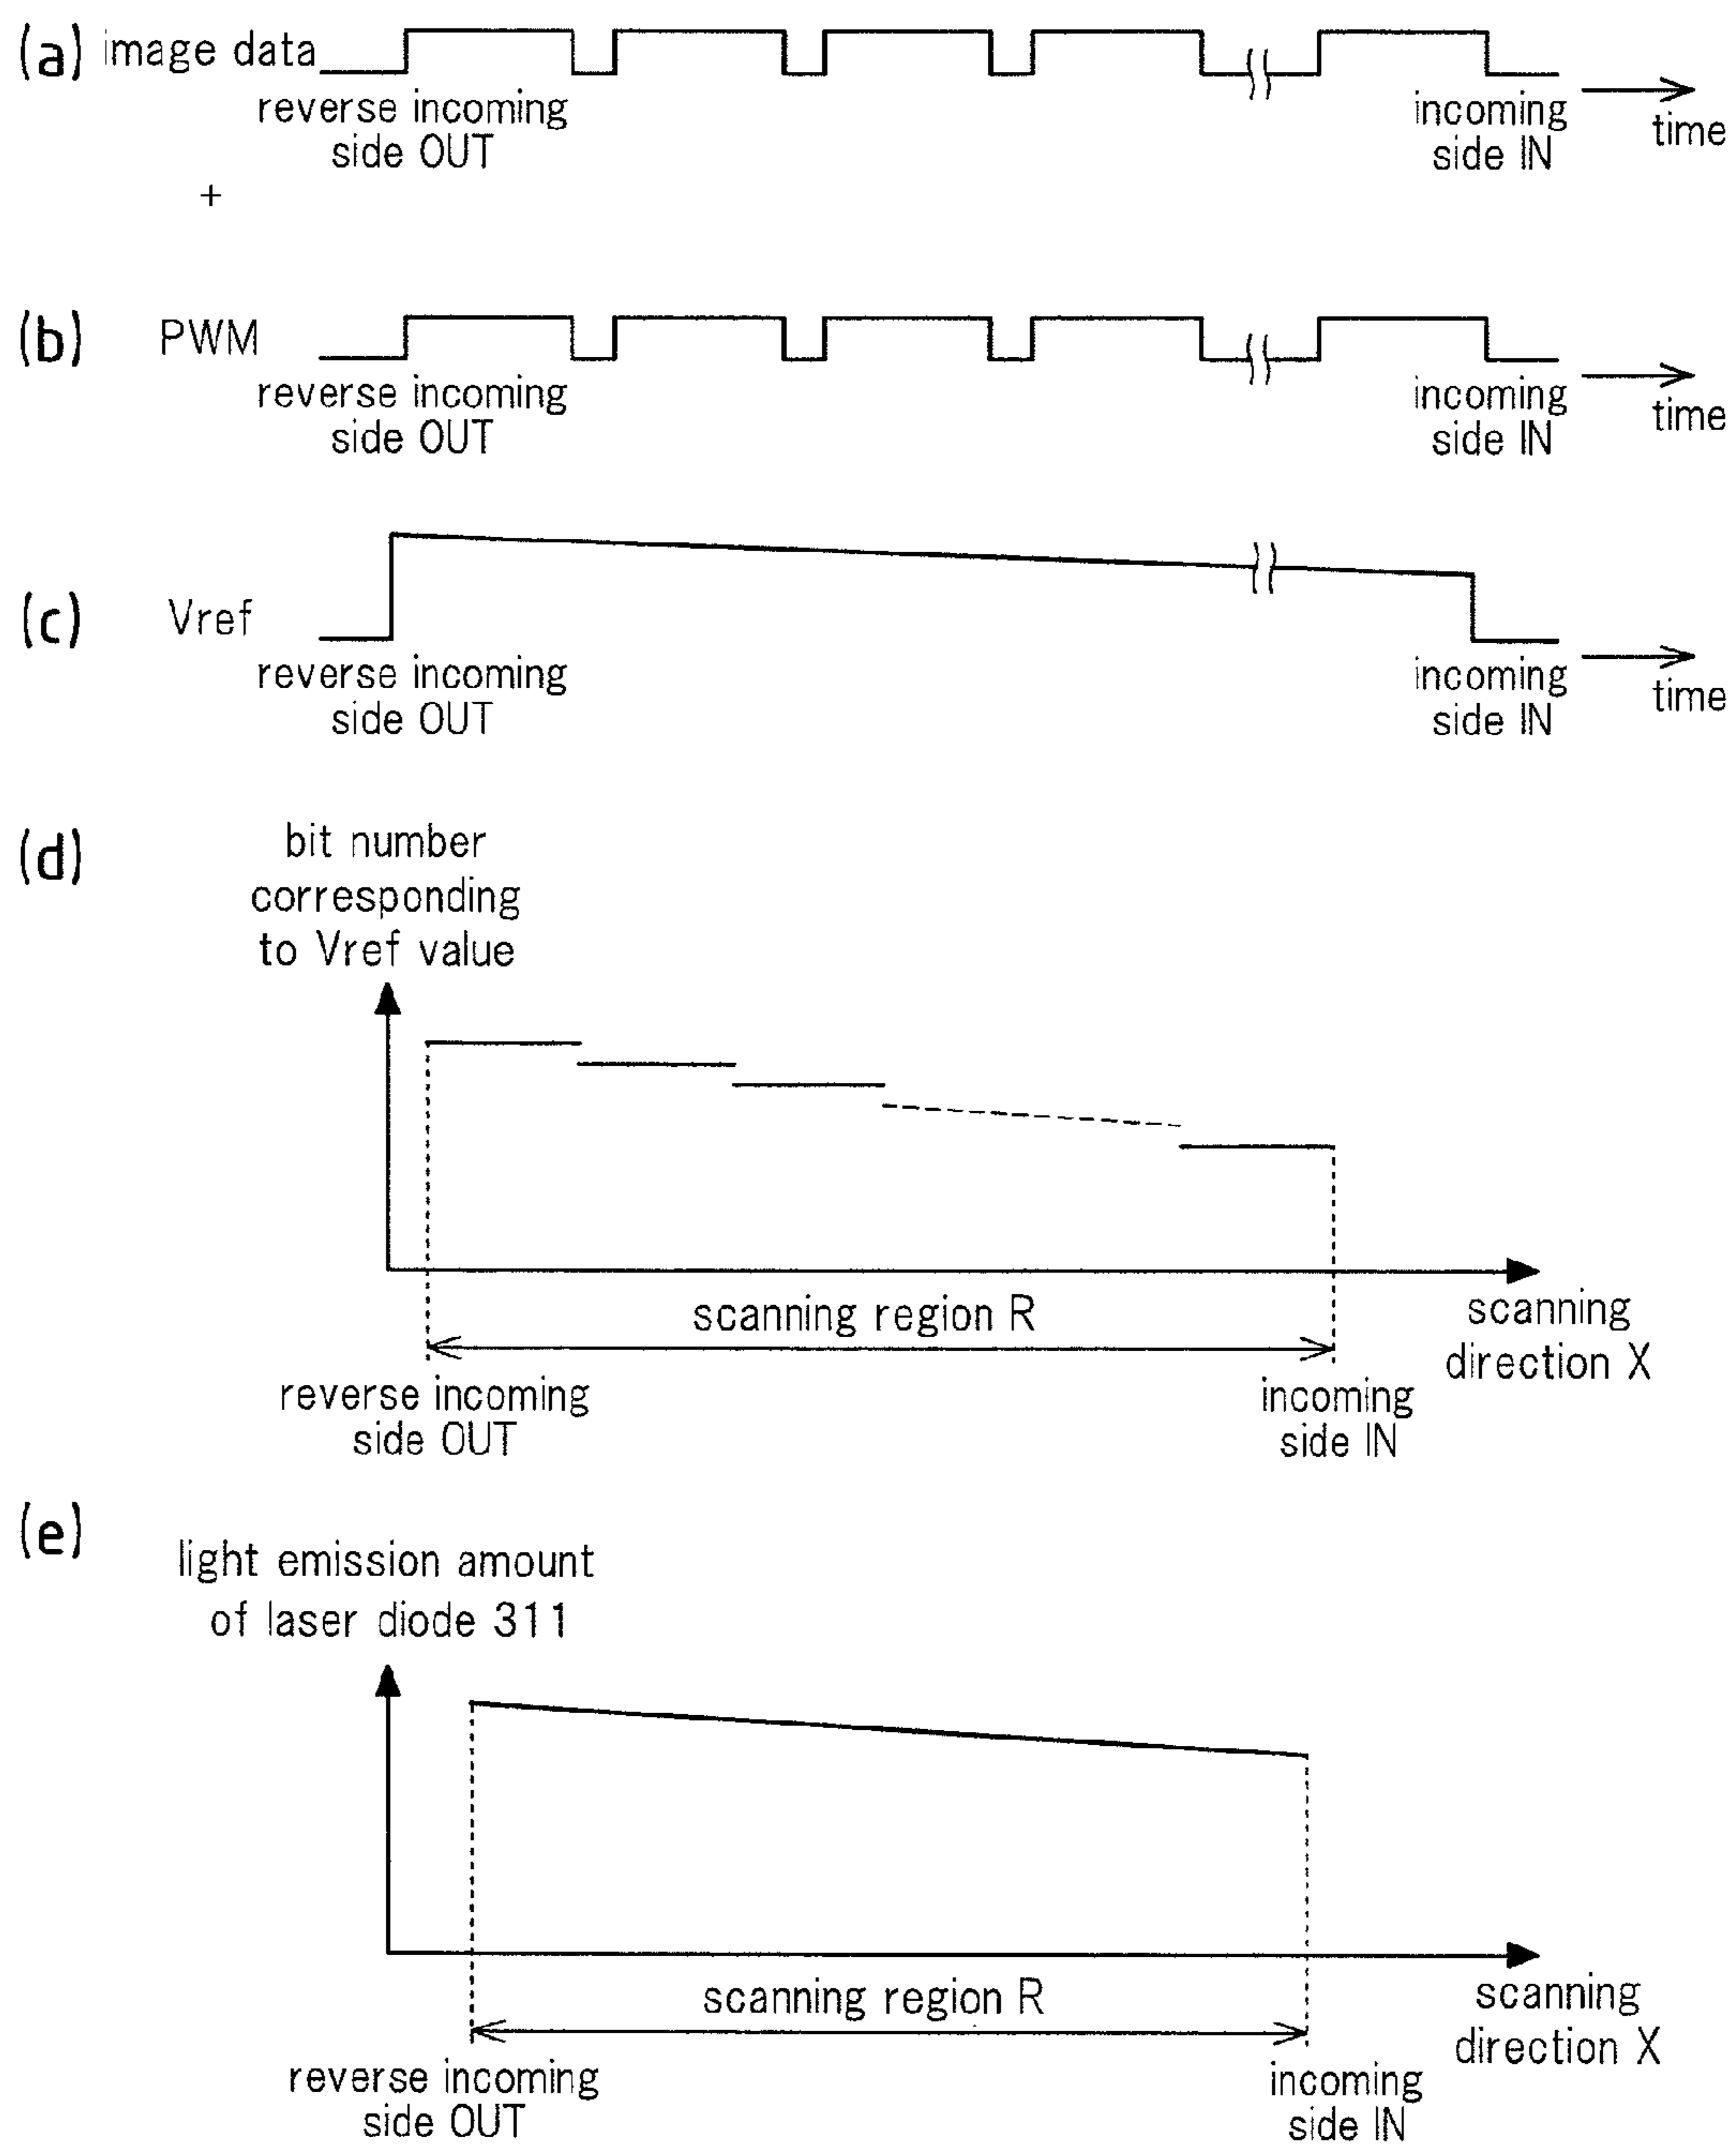 (a) image data
reverse incoming
side OUT
incoming
side IN
time
+
(b) PWM
reverse incoming
side OUT
incoming
side IN
time
(c) Vref
reverse incoming
side OUT
incoming
side IN
time
(d)
bit number
corresponding
to Vref value
scanning region R
scanning
direction X
reverse incoming
side OUT
incoming
side IN
(e)
light emission amount
of laser diode 311
scanning region R
scanning
direction X
reverse incoming
side OUT
incoming
side IN